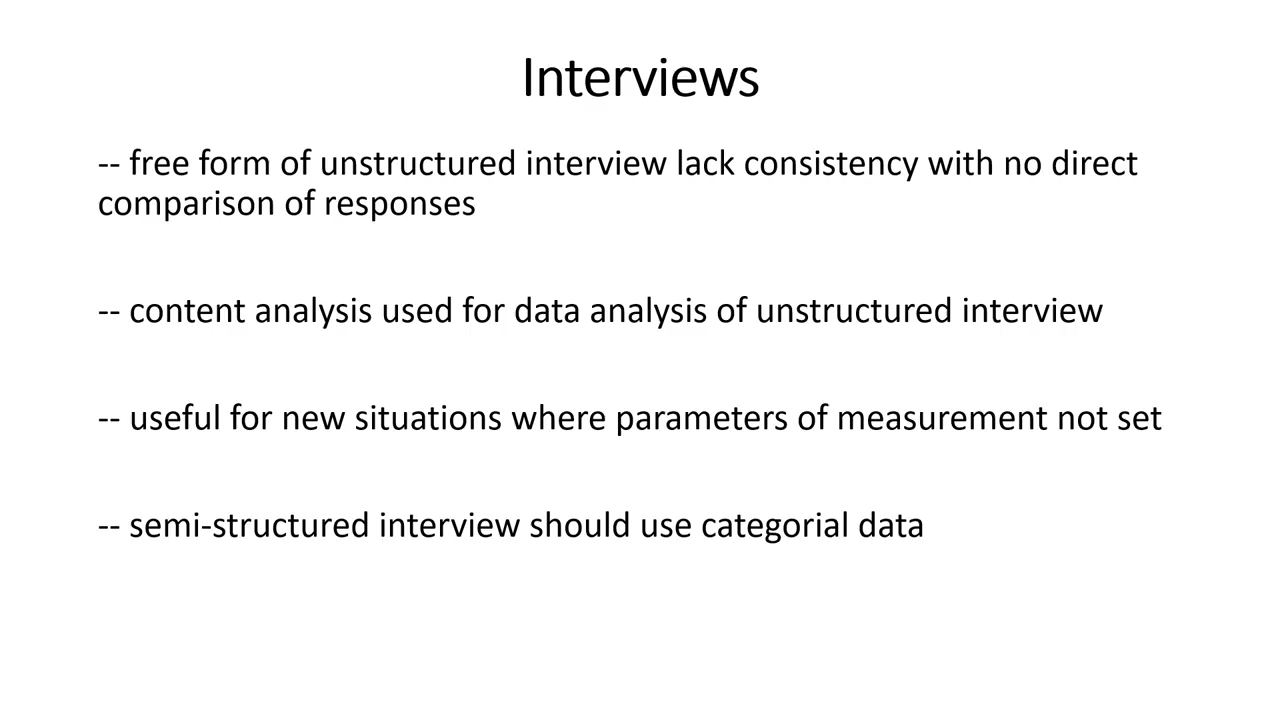 Interviews
-- free form of unstructured interview lack consistency with no direct
comparison of responses
-- content analysis used for data analysis of unstructured interview
-- useful for new situations where parameters of measurement not set
-- semi-structured interview should use categorial data